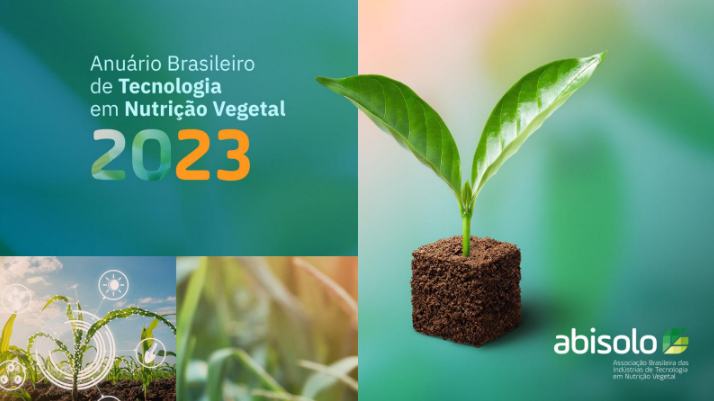 Anuário Brasileiro
de Tecnologia
em Nutrição Vegetal
2023
abisolo
Associação Brasileira das
Indústrias de Tecnologia
em Nutrição Vegetal